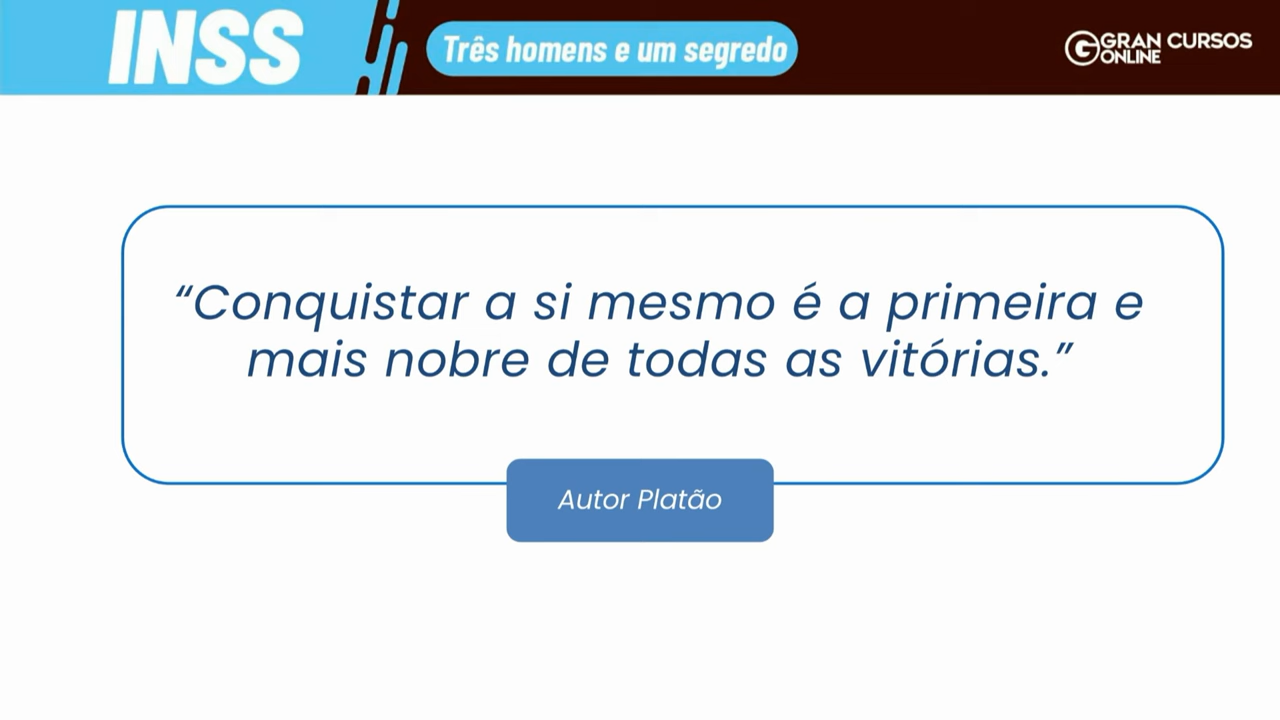 INSS
Três homens e um segredo
GRAN CURSOS
ONLINE
“Conquistar a si mesmo é a primeira e
mais nobre de todas as vitórias.”
Autor Platão